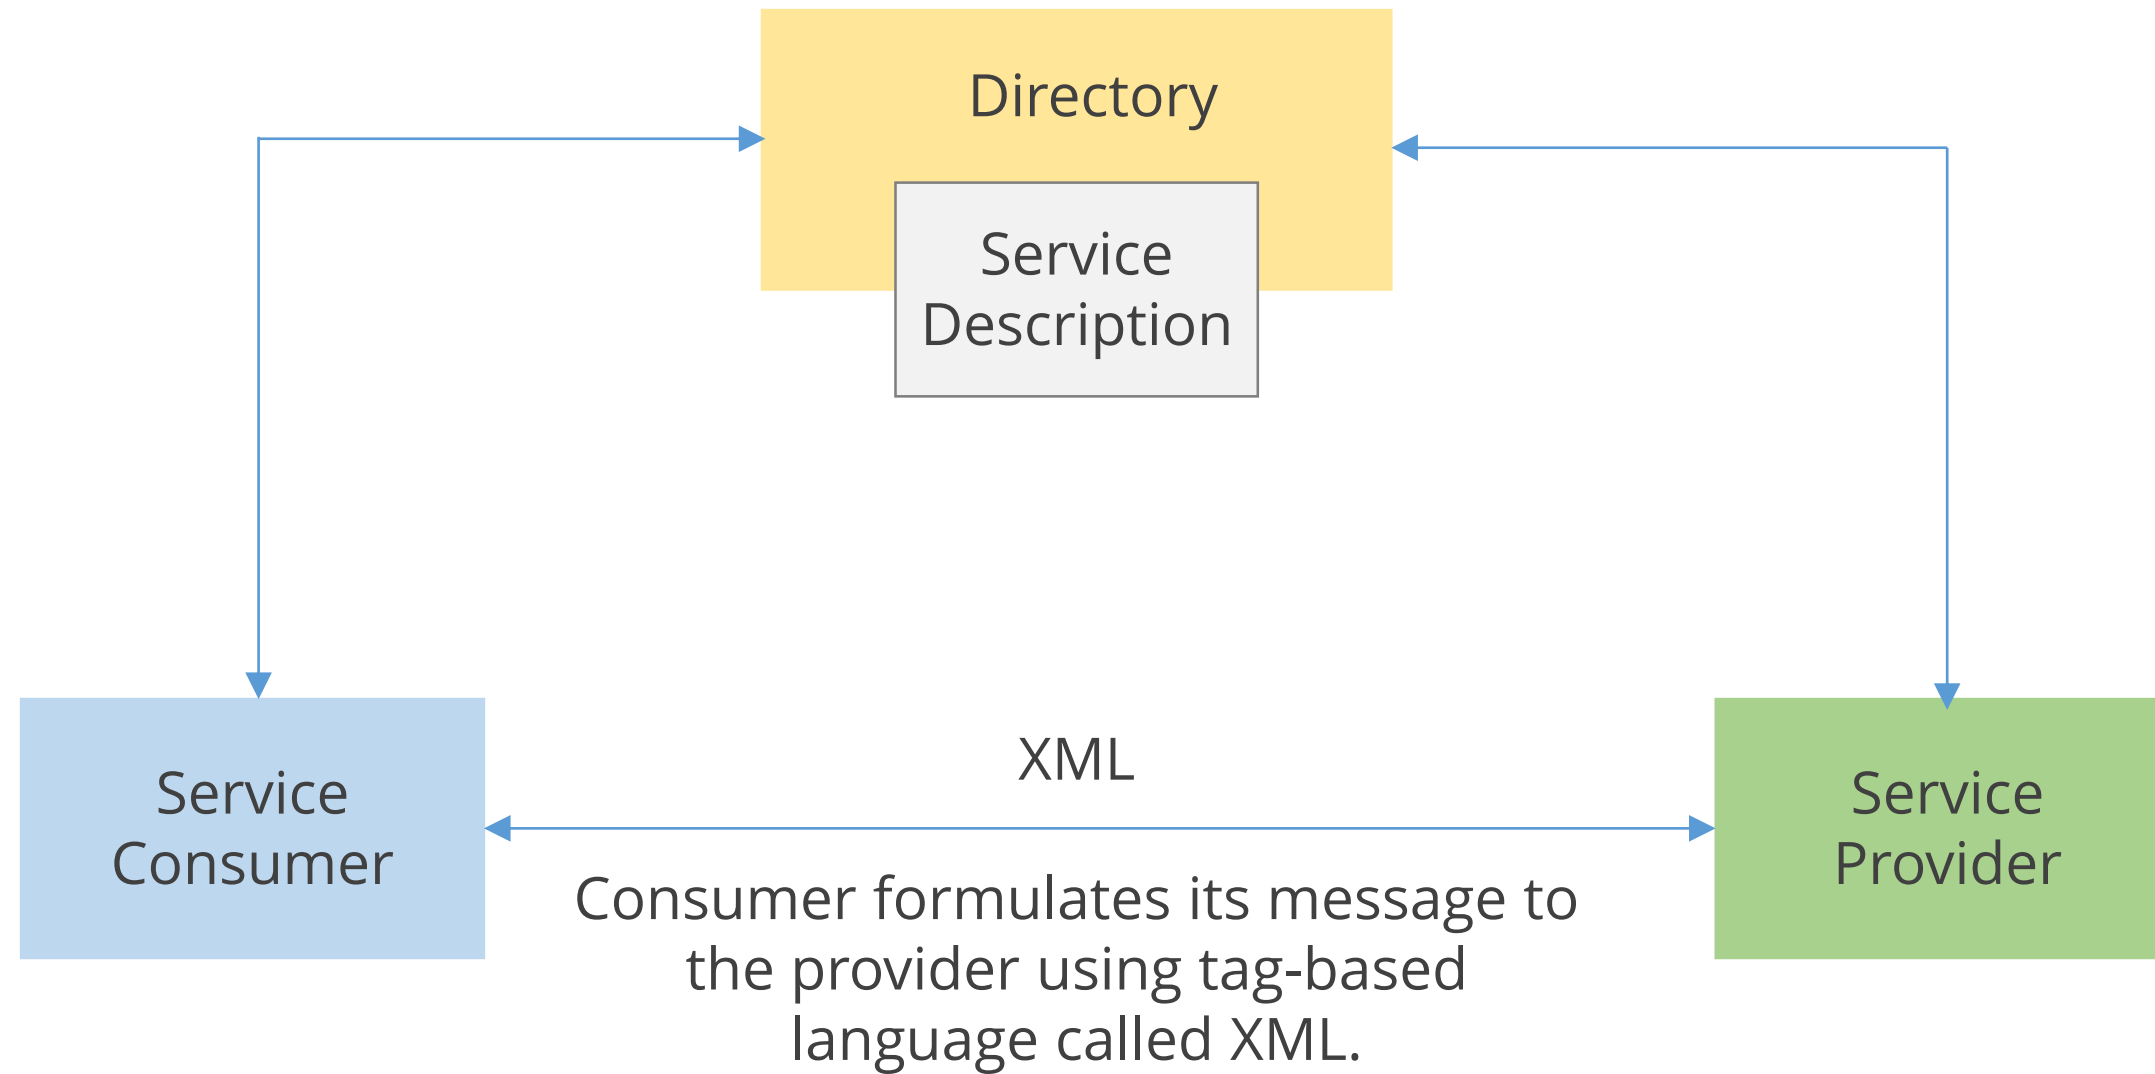 Directory
Service
Description
Service
Consumer
XML
Service
Provider
Consumer formulates its message to
the provider using tag-based
language called XML.